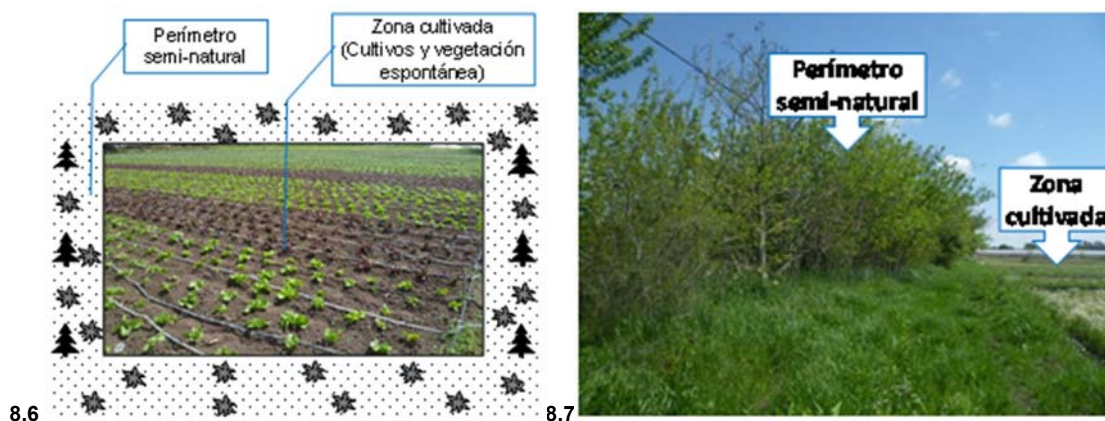 Perímetro
semi-natural
Zona cultivada
(Cultivos y vegetación
espontánea)
8.6
Perímetro
semi-natural
Zona
cultivada
8.7